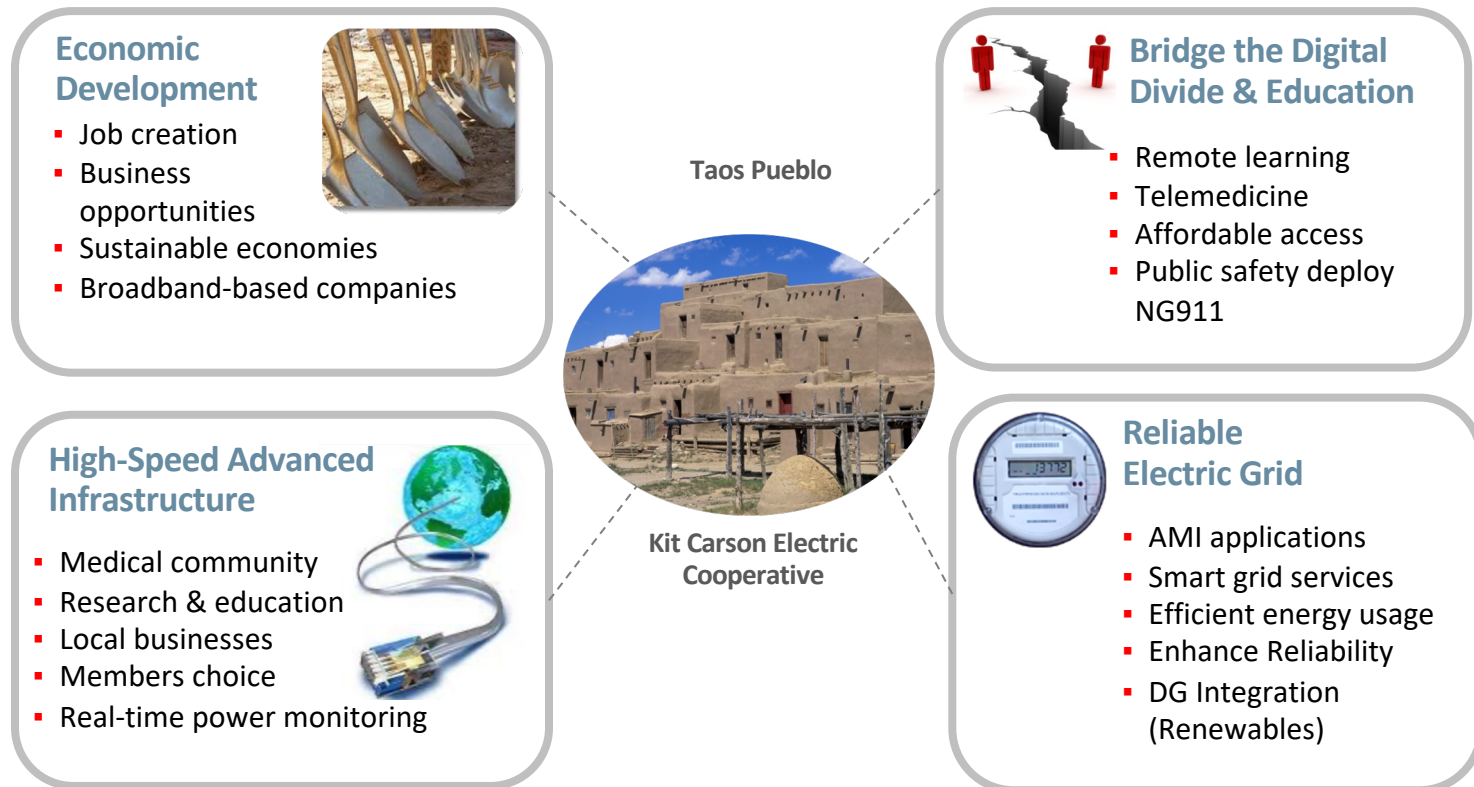 Economic
Development
▪ Job creation
▪ Business
opportunities
▪ Sustainable economies
▪ Broadband-based companies
Bridge the Digital
Divide & Education
▪ Remote learning
▪ Telemedicine
▪ Affordable access
▪ Public safety deploy
NG911
Taos Pueblo
Kit Carson Electric
Cooperative
High-Speed Advanced
Infrastructure
▪ Medical community
▪ Research & education
▪ Local businesses
▪ Members choice
▪ Real-time power monitoring
13772
Reliable
Electric Grid
▪ AMI applications
▪ Smart grid services
▪ Efficient energy usage
▪ Enhance Reliability
▪ DG Integration
(Renewables)